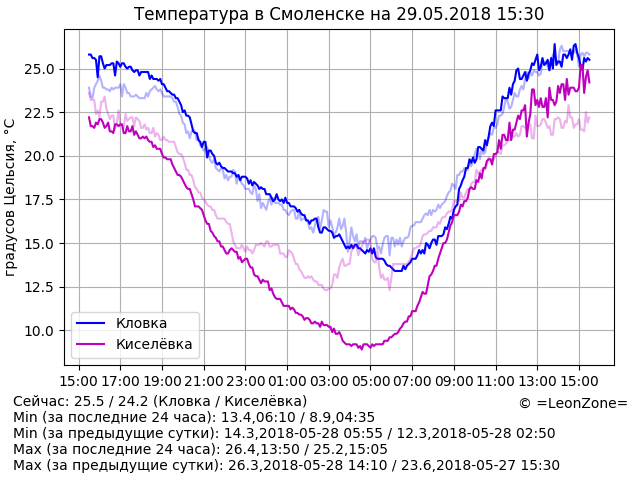 Температура в Смоленске на 29.05.2018 15:30
градусов Цельсия, °C
25.0
22.5
20.0
17.5
15.0
12.5
10.0
Кловка
Киселёвка
15:00 17:00 19:00 21:00 23:00 01:00 03:00 05:00 07:00 09:00 11:00 13:00 15:00
Сейчас: 25.5 / 24.2 (Кловка / Киселёвка)
© =LeonZone=
Min (за последние 24 часа): 13.4,06:10 / 8.9,04:35
Min (за предыдущие сутки): 14.3,2018-05-28 05:55 / 12.3,2018-05-28 02:50
Max (за последние 24 часа): 26.4,13:50 / 25.2,15:05
Max (за предыдущие сутки): 26.3,2018-05-28 14:10 / 23.6,2018-05-27 15:30